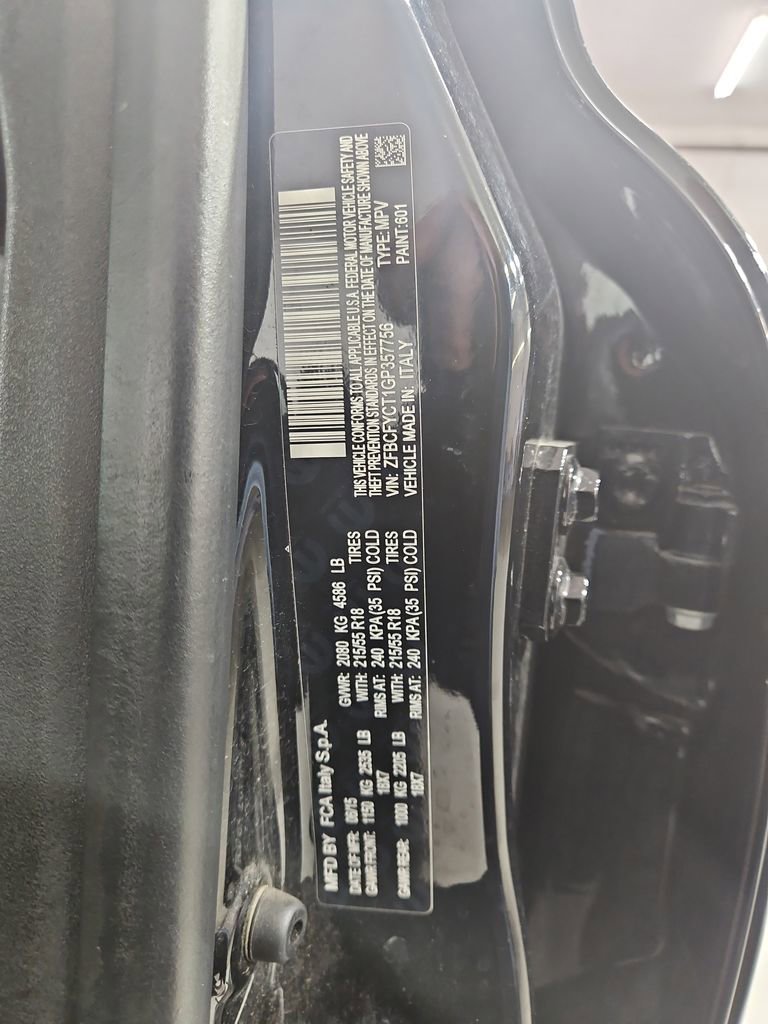 MFD BY FCA Italy S.p.A.
DATE OF MFR: 09/15 GVWR: 2080 KG 4586 LB
GAWR FRONT: 1150 KG 2535 LB WITH: 215/55 R18 TIRES
18X7 RIMS AT: 240 KPA(35 PSI) COLD
GAWR REAR: 1000 KG 2205 LB WITH: 215/55 R18 TIRES
18X7 RIMS AT: 240 KPA(35 PSI) COLD
THIS VEHICLE CONFORMS TO ALL APPLICABLE U.S.A. FEDERAL MOTOR VEHICLE SAFETY AND
THEFT PREVENTION STANDARDS IN EFFECT ON THE DATE OF MANUFACTURE SHOWN ABOVE
VIN: ZFBCFYCT1GP357756 TYPE: MPV
VEHICLE MADE IN: ITALY PAINT:601